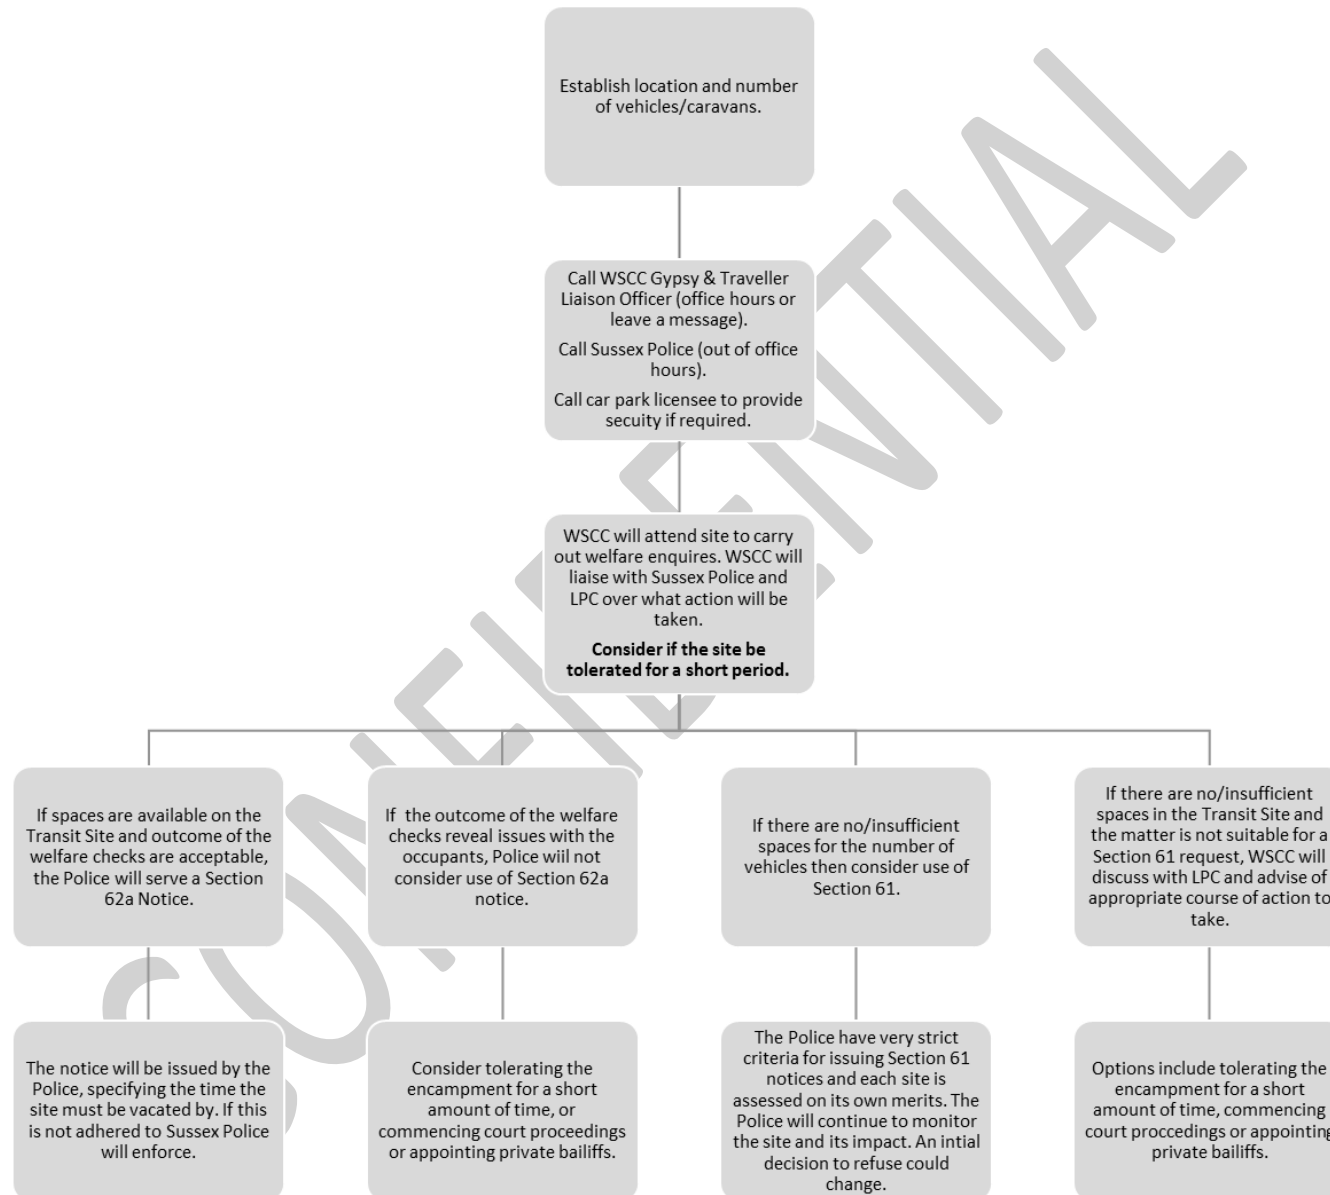 Establish location and number
of vehicles/caravans.
Call WSCC Gypsy & Traveller
Liaison Officer (office hours or
leave a message).
Call Sussex Police (out of office
hours).
Call car park licensee to provide
secuity if required.
WSCC will attend site to carry
out welfare enquires. WSCC will
liaise with Sussex Police and
LPC over what action will be
taken.
Consider if the site be
tolerated for a short period.
If spaces are available on the
Transit Site and outcome of the
welfare checks are acceptable,
the Police will serve a Section
62a Notice.
The notice will be issued by the
Police, specifying the time the
site must be vacated by. If this
is not adhered to Sussex Police
will enforce.
If the outcome of the welfare
checks reveal issues with the
occupants, Police wiil not
consider use of Section 62a
notice.
Consider tolerating the
encampment for a short
amount of time, or
commencing court proceedings
or appointing private bailiffs.
If there are no/insufficient
spaces for the number of
vehicles then consider use of
Section 61.
The Police have very strict
criteria for issuing Section 61
notices and each site is
assessed on its own merits. The
Police will continue to monitor
the site and its impact. An intial
decision to refuse could
change.
If there are no/insufficient
spaces in the Transit Site and
the matter is not suitable for a
Section 61 request, WSCC will
discuss with LPC and advise of
appropriate course of action to
take.
Options include tolerating the
encampment for a short
amount of time, commencing
court proccedings or appointing
private bailiffs.
CONFIDENTIAL